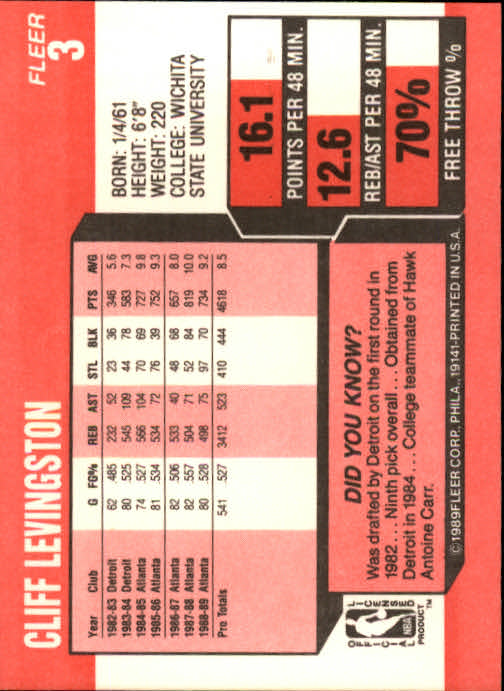 CLIFF LEVINGSTON
FLEER
3
BORN: 1/4/61
HEIGHT: 6'8"
WEIGHT: 220
COLLEGE: WICHITA
STATE UNIVERSITY
Year Club G FG% REB AST STL BLK PTS AVG
1982-83 Detroit 62 .485 232 52 23 36 346 5.6
1983-84 Detroit 80 .525 545 109 44 78 583 7.3
1984-85 Atlanta 74 .527 566 104 70 69 727 9.8
1985-86 Atlanta 81 .534 534 72 76 39 752 9.3
1986-87 Atlanta 82 .506 533 40 48 68 657 8.0
1987-88 Atlanta 82 .557 504 71 52 84 819 10.0
1988-89 Atlanta 80 .528 498 75 97 70 734 9.2
Pro Totals 541 .527 3412 523 410 444 4618 8.5
16.1
POINTS PER 48 MIN.
12.6
REB/AST PER 48 MIN.
70%
FREE THROW %
DID YOU KNOW?
Was drafted by Detroit on the first round in
1982 . . . Ninth pick overall . . . Obtained from
Detroit in 1984 . . . College teammate of Hawk
Antoine Carr.
OFFICIAL
LICENSED
NBA
PRODUCT™
©1989 FLEER CORP., PHILA., 19141-PRINTED IN U.S.A.